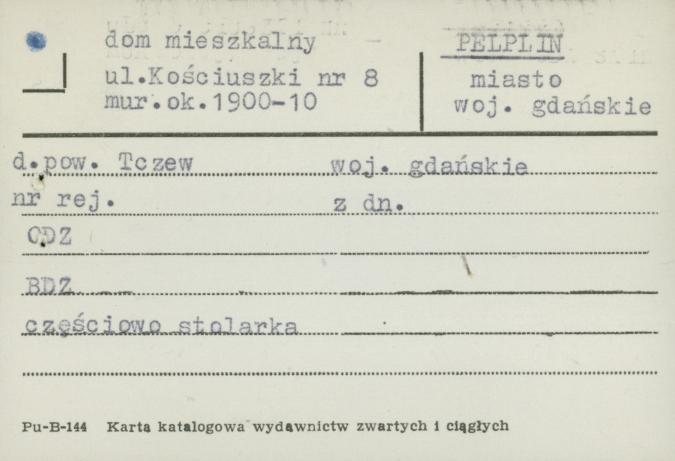 dom mieszkalny
ul.Kościuszki nr 8
mur.ok.1900-10
PELPLIN
miasto
woj. gdańskie
d.pow. Tczew woj. gdańskie
nr rej. z dn.
ODZ
BDZ
częściowo stolarka
Pu-B-144 Karta katalogowa wydawnictw zwartych i ciągłych